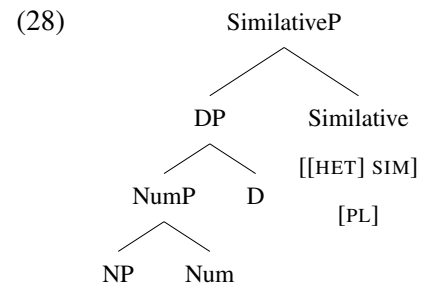 (28) SimilativeP
DP Similative
[[HET] SIM]
NumP D
[PL]
NP Num